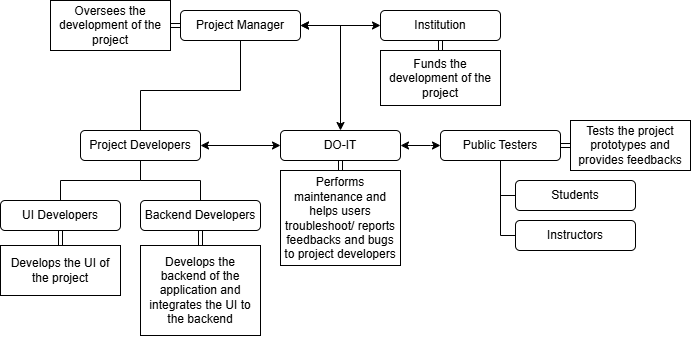 Oversees the
development of the
project
Project Manager
Institution
Funds the
development of the
project
Project Developers
DO-IT
Public Testers
Tests the project
prototypes and
provides feedbacks
Performs
maintenance and
helps users
troubleshoot/ reports
feedbacks and bugs
to project developers
Students
Instructors
UI Developers
Backend Developers
Develops the UI of
the project
Develops the
backend of the
application and
integrates the UI to
the backend